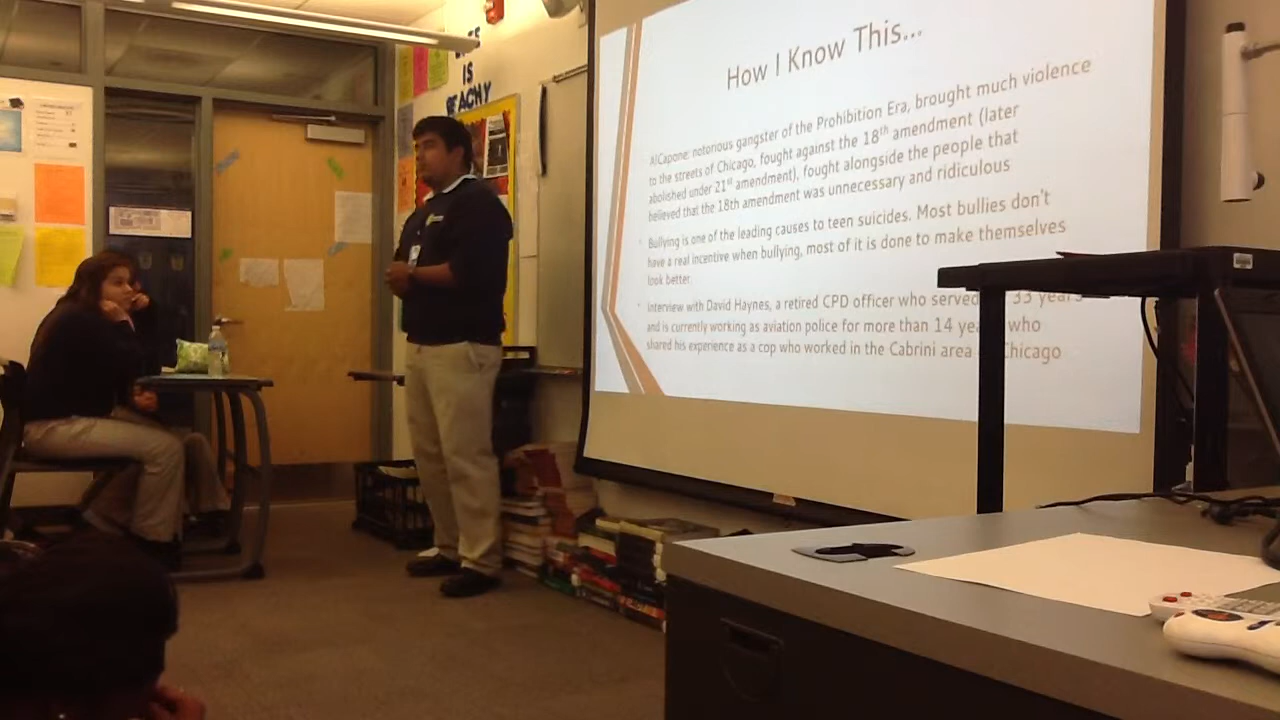 IS
PEACHY
How I Know This...
AlCapone: notorious gangster of the Prohibition Era, brought much violence
to the streets of Chicago, fought against the 18th amendment (later
abolished under 21st amendment), fought alongside the people that
believed that the 18th amendment was unnecessary and ridiculous
Bullying is one of the leading causes to teen suicides. Most bullies don't
have a real incentive when bullying, most of it is done to make themselves
look better.
Interview with David Haynes, a retired CPD officer who served 33 years
and is currently working as aviation police for more than 14 years who
shared his experience as a cop who worked in the Cabrini area Chicago